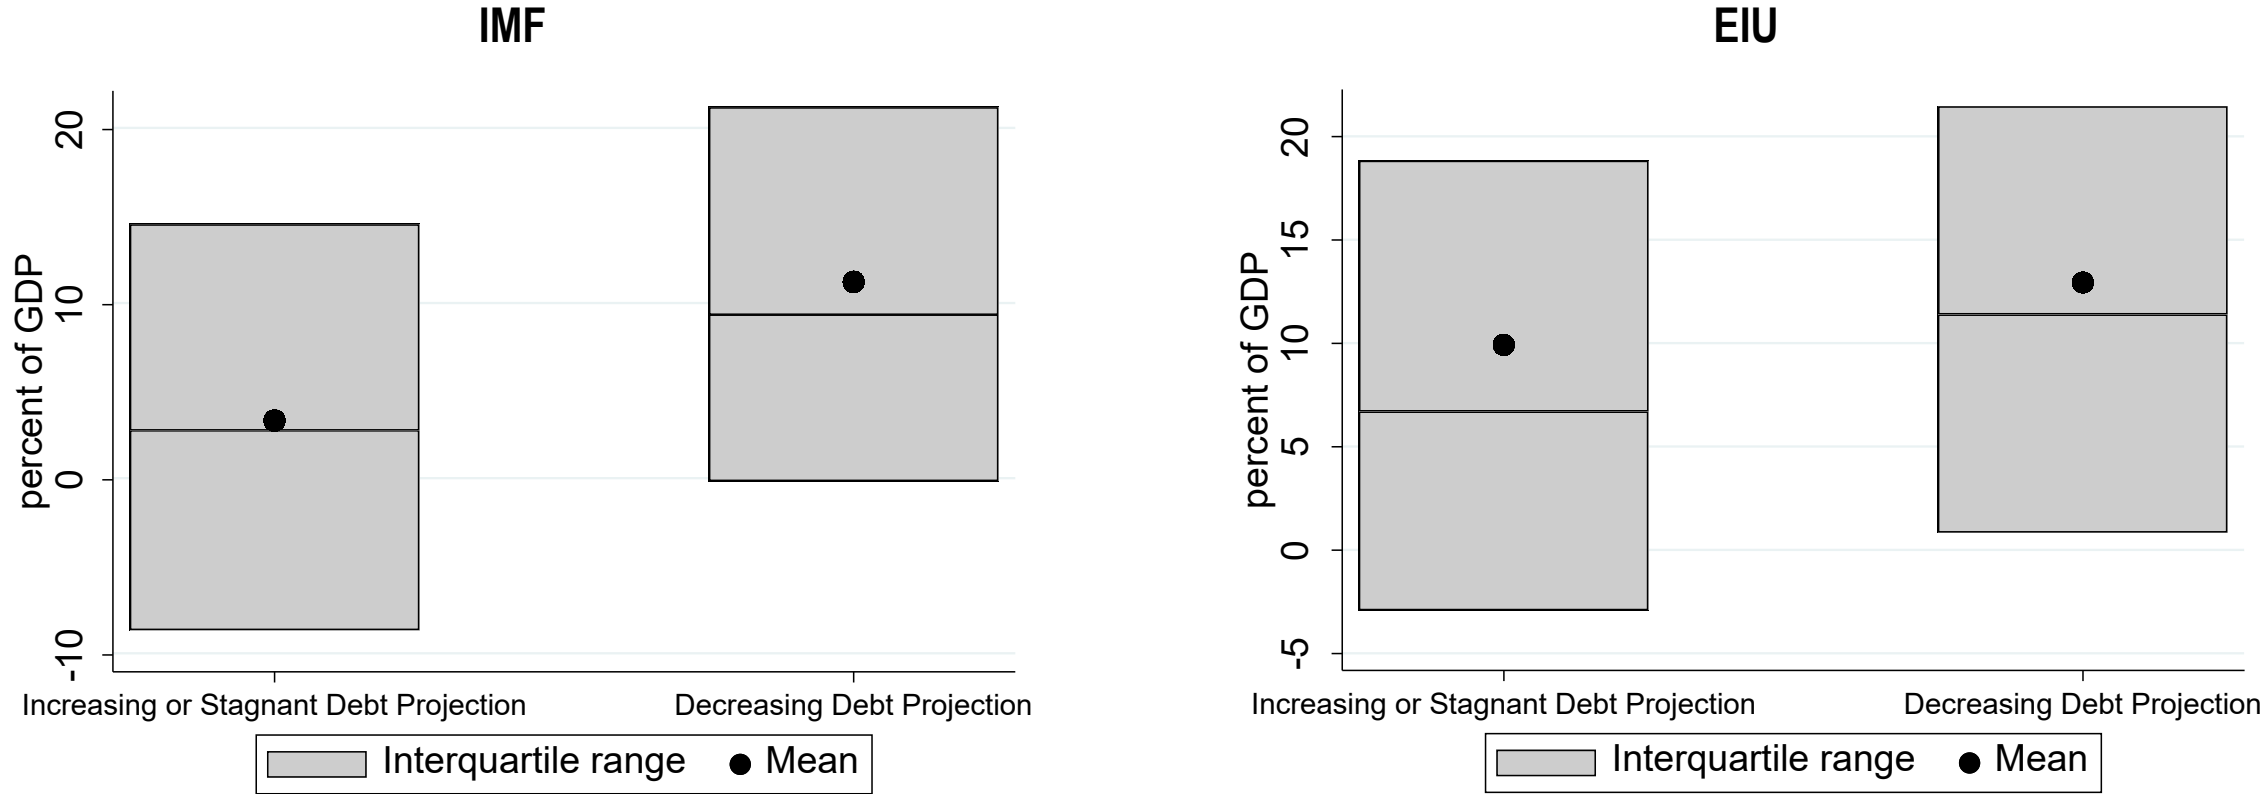 IMF
percent of GDP
20
10
0
-10
Increasing or Stagnant Debt Projection
Decreasing Debt Projection
Interquartile range
Mean
EIU
percent of GDP
20
15
10
5
0
-5
Increasing or Stagnant Debt Projection
Decreasing Debt Projection
Interquartile range
Mean